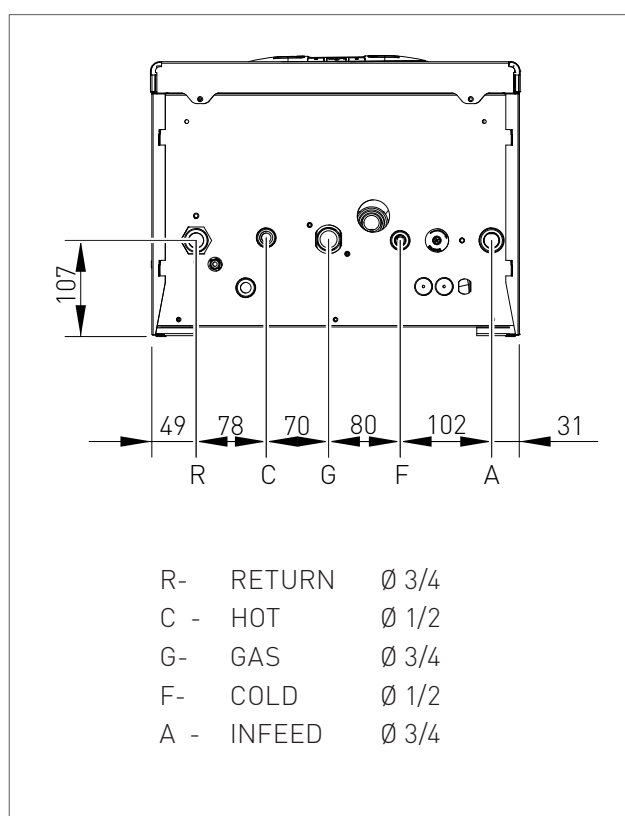 107
49 78 70 80 102 31
R C G F A
R- RETURN Ø 3/4
C - HOT Ø 1/2
G- GAS Ø 3/4
F- COLD Ø 1/2
A - INFEED Ø 3/4